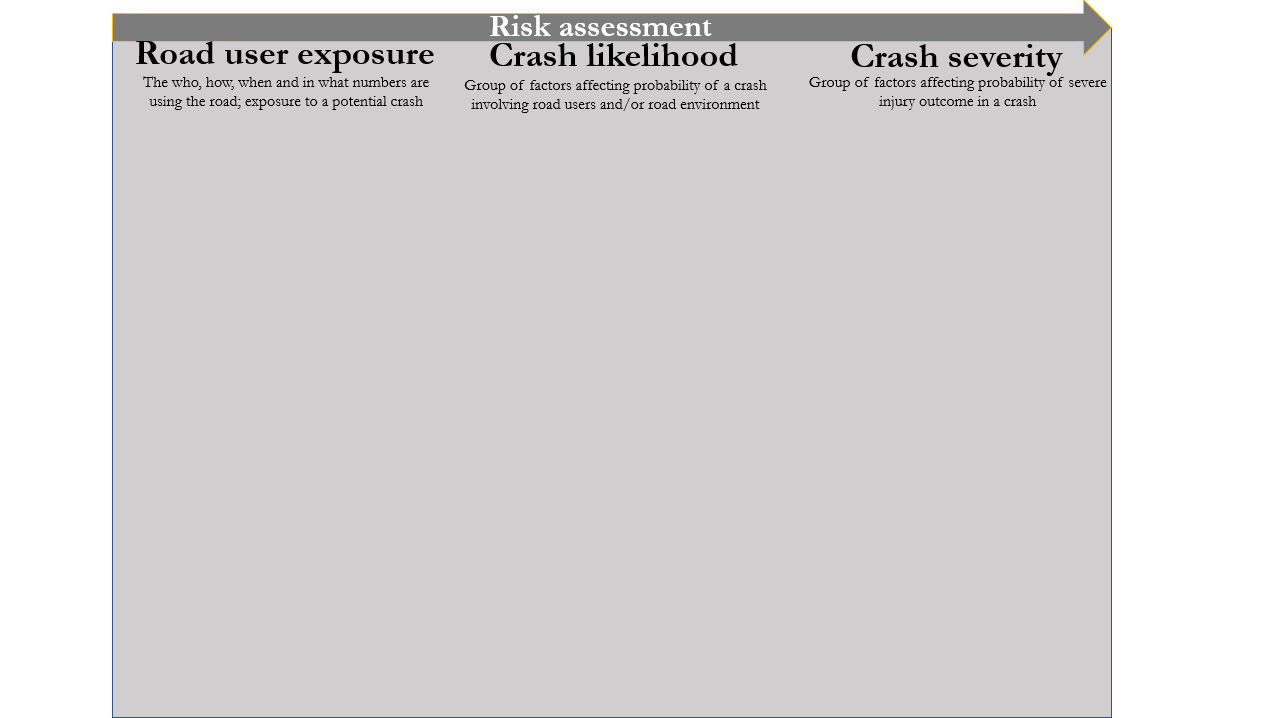 Risk assessment
Road user exposure
The who, how, when and in what numbers are
using the road; exposure to a potential crash
Crash likelihood
Group of factors affecting probability of a crash
involving road users and/or road environment
Crash severity
Group of factors affecting probability of severe
injury outcome in a crash